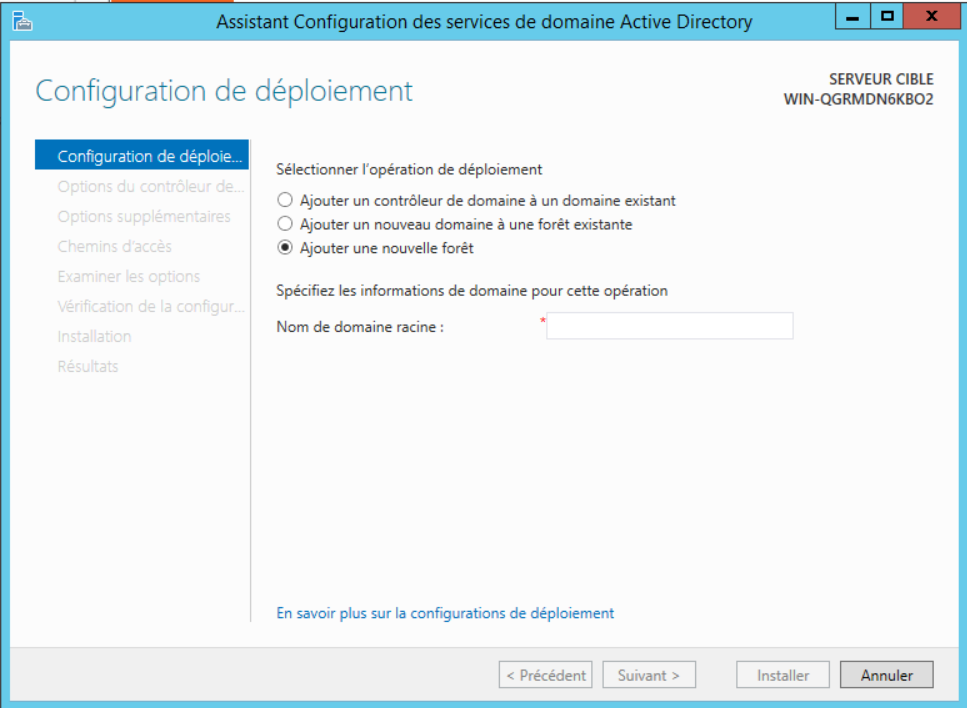 Assistant Configuration des services de domaine Active Directory
Configuration de déploiement
SERVEUR CIBLE
WIN-QGRMDN6KBO2
Configuration de déploie...
Options du contrôleur de...
Options supplémentaires
Chemins d'accès
Examiner les options
Vérification de la configur...
Installation
Résultats
Sélectionner l'opération de déploiement
Ajouter un contrôleur de domaine à un domaine existant
Ajouter un nouveau domaine à une forêt existante
Ajouter une nouvelle forêt
Spécifiez les informations de domaine pour cette opération
Nom de domaine racine : *
En savoir plus sur la configurations de déploiement
< Précédent Suivant > Installer Annuler